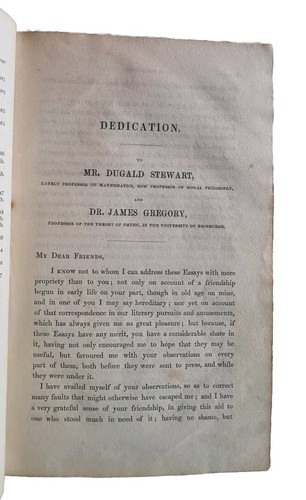 DEDICATION.
TO
MR. DUGALD STEWART,
LATELY PROFESSOR OF MATHEMATICS, NOW PROFESSOR OF MORAL PHILOSOPHY,
AND
DR. JAMES GREGORY,
PROFESSOR OF THE THEORY OF PHYSIC, IN THE UNIVERSITY OF EDINBURGH.
MY DEAR FRIENDS,
I KNOW not to whom I can address these Essays with more
propriety than to you; not only on account of a friendship
begun in early life on your part, though in old age on mine,
and in one of you I may say hereditary; nor yet on account
of that correspondence in our literary pursuits and amusements,
which has always given me so great pleasure; but because, if
these Essays have any merit, you have a considerable share in
it, having not only encouraged me to hope that they may be
useful, but favoured me with your observations on every
part of them, both before they were sent to press, and while
they were under it.
I have availed myself of your observations, so as to correct
many faults that might otherwise have escaped me; and I have
a very grateful sense of your friendship, in giving this aid to
one who stood much in need of it; having no shame, but